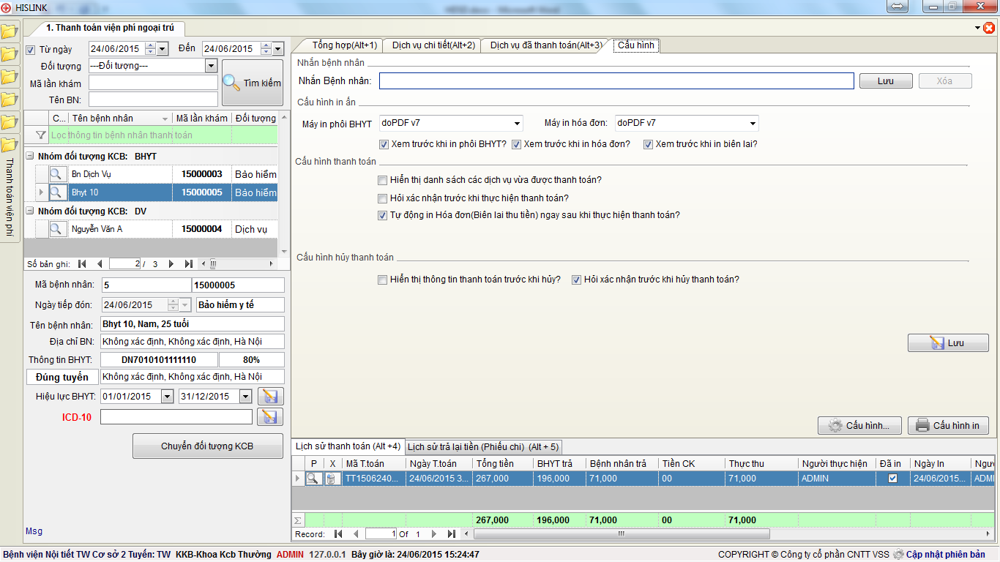 HISLINK
1. Thanh toán viện phí ngoại trú
Thanh toán viện phí
Từ ngày 24/06/2015 Đến 24/06/2015
Đối tượng ---Đối tượng---
Mã lần khám
Tên BN:
Tìm kiếm
C... Tên bệnh nhân Mã lần khám Đối tượng
Lọc thông tin bệnh nhân thanh toán
Nhóm đối tượng KCB: BHYT
Bn Dịch Vụ 15000003 Bảo hiểm
Bhyt 10 15000005 Bảo hiểm
Nhóm đối tượng KCB: DV
Nguyễn Văn A 15000004 Dịch vụ
Số bản ghi: 2 / 3
Mã bệnh nhân: 5 15000005
Ngày tiếp đón: 24/06/2015 Bảo hiểm y tế
Tên bệnh nhân: Bhyt 10, Nam, 25 tuổi
Địa chỉ BN: Không xác định, Không xác định, Hà Nội
Thông tin BHYT: DN7010101111110 80%
Đúng tuyến Không xác định, Không xác định, Hà Nội
Hiệu lực BHYT: 01/01/2015 31/12/2015
ICD-10
Chuyển đối tượng KCB
Msg
Tổng hợp(Alt+1) Dịch vụ chi tiết(Alt+2) Dịch vụ đã thanh toán(Alt+3) Cấu hình
Nhắn bệnh nhân
Nhắn Bệnh nhân: Lưu Xóa
Cấu hình in ấn
Máy in phôi BHYT doPDF v7 Máy in hóa đơn: doPDF v7
Xem trước khi in phôi BHYT? Xem trước khi in hóa đơn? Xem trước khi in biên lai?
Cấu hình thanh toán
Hiển thị danh sách các dịch vụ vừa được thanh toán?
Hỏi xác nhận trước khi thực hiện thanh toán?
Tự động in Hóa đơn(Biên lai thu tiền) ngay sau khi thực hiện thanh toán?
Cấu hình hủy thanh toán
Hiển thị thông tin thanh toán trước khi hủy? Hỏi xác nhận trước khi hủy thanh toán?
Lưu
Cấu hình... Cấu hình in
Lịch sử thanh toán (Alt +4) Lịch sử trả lại tiền (Phiếu chi) (Alt + 5)
P X Mã T.toán Ngày T.toán Tổng tiền BHYT trả Bệnh nhân trả Tiền CK Thực thu Người thực hiện Đã in Ngày In Ngườ
TT1506240... 24/06/2015 3... 267,000 196,000 71,000 00 71,000 ADMIN 24/06/2015... ADMI
Σ 267,000 196,000 71,000 00 71,000
Record: 1 Of 1
Bệnh viện Nội tiết TW Cơ sở 2 Tuyến: TW KKB-Khoa Kcb Thường ADMIN 127.0.0.1 Bây giờ là: 24/06/2015 15:24:47 COPYRIGHT © Công ty cổ phần CNTT VSS Cập nhật phiên bản